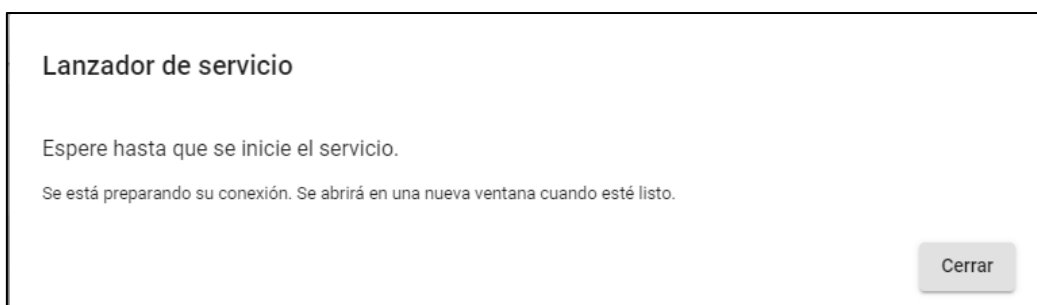 Lanzador de servicio
Espere hasta que se inicie el servicio.
Se está preparando su conexión. Se abrirá en una nueva ventana cuando esté listo.
Cerrar